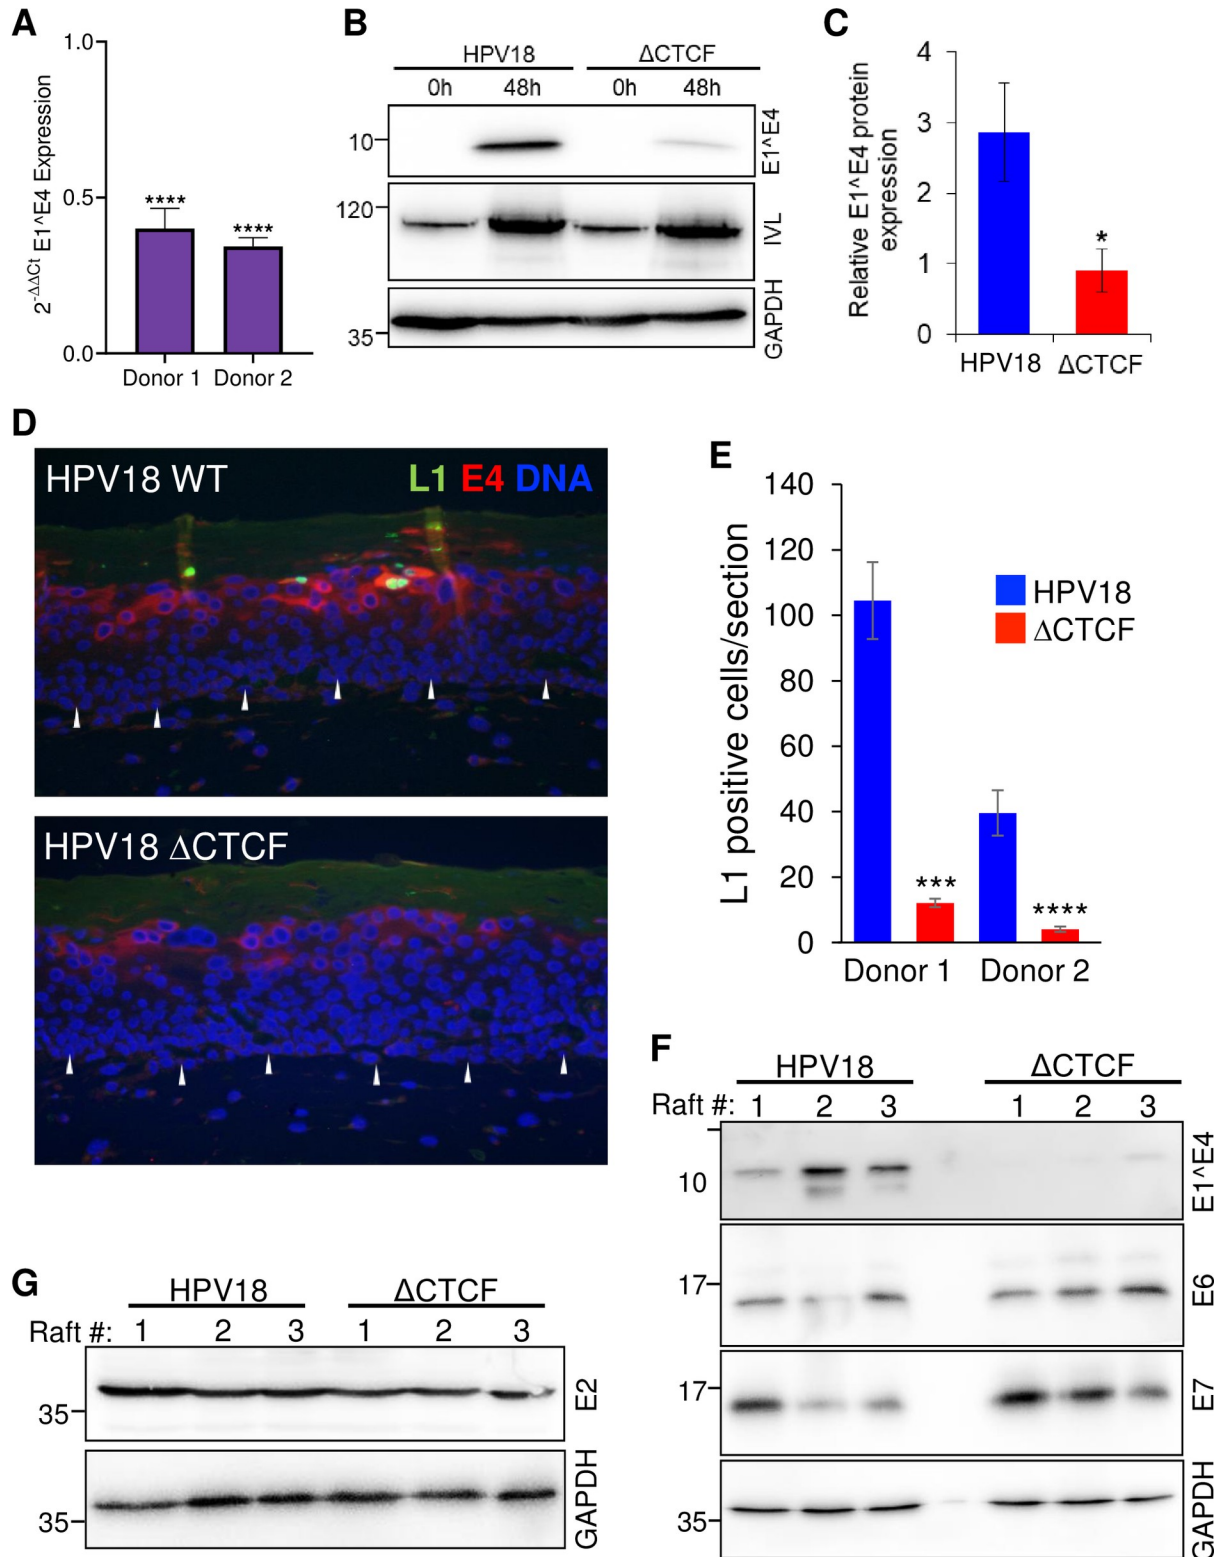 A
1.0
0.5
0.0
2-ΔΔCt E1^E4 Expression
****
****
Donor 1 Donor 2
B
HPV18 ΔCTCF
0h 48h 0h 48h
10
E1^E4
120
IVL
35
GAPDH
C
4
3
2
1
0
Relative E1^E4 protein
expression
*
HPV18 ΔCTCF
D
HPV18 WT
L1 E4 DNA
HPV18 ΔCTCF
E
140
120
100
80
60
40
20
0
L1 positive cells/section
HPV18
ΔCTCF
***
****
Donor 1 Donor 2
F
HPV18 ΔCTCF
Raft #: 1 2 3 1 2 3
10
E1^E4
17
E6
17
E7
35
GAPDH
G
HPV18 ΔCTCF
Raft #: 1 2 3 1 2 3
35
E2
35
GAPDH